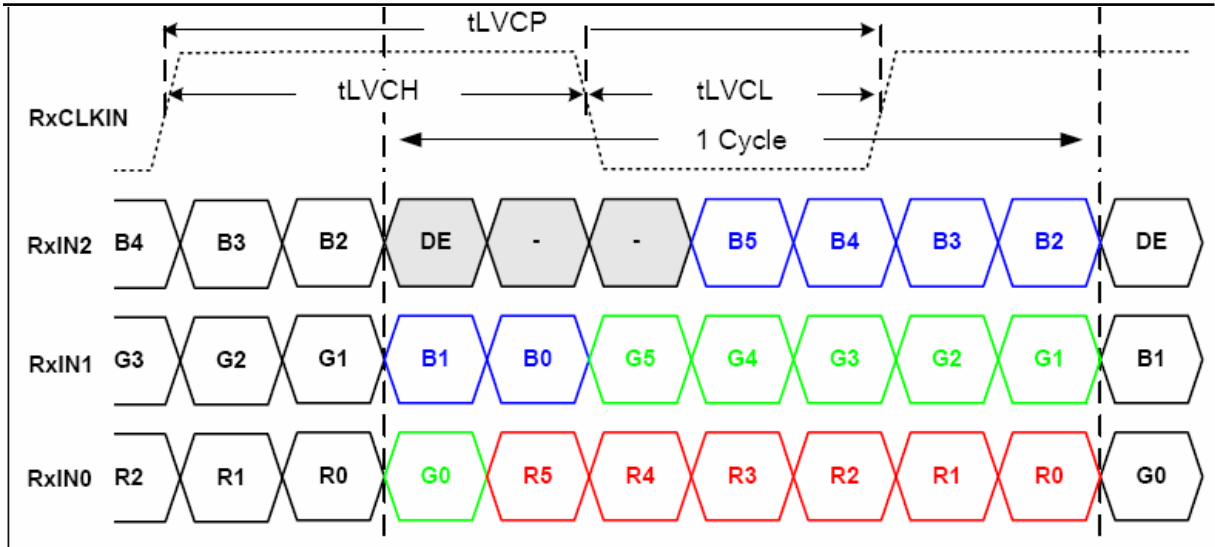 tLVCP
tLVCH tLVCL
RxCLKIN
1 Cycle
RxIN2 B4 B3 B2 DE - - B5 B4 B3 B2 DE
RxIN1 G3 G2 G1 B1 B0 G5 G4 G3 G2 G1 B1
RxIN0 R2 R1 R0 G0 R5 R4 R3 R2 R1 R0 G0